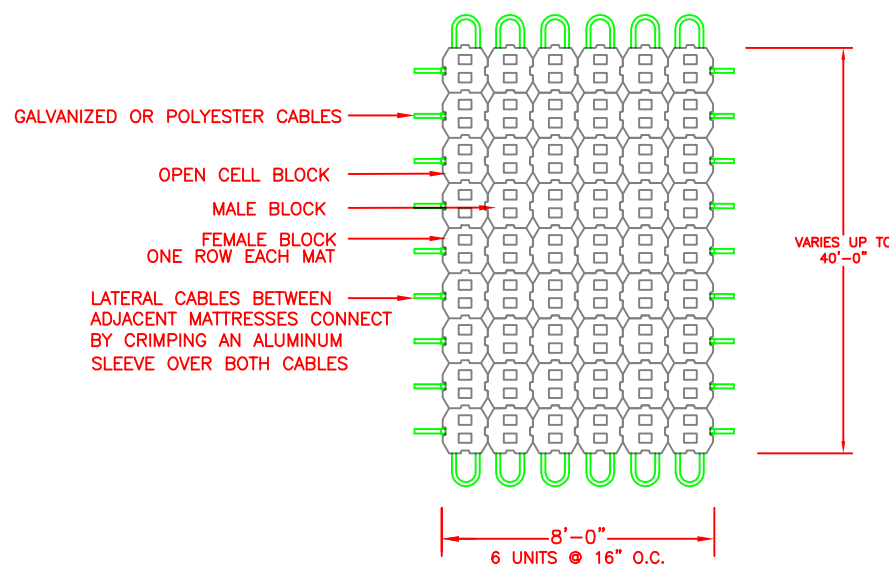 GALVANIZED OR POLYESTER CABLES
OPEN CELL BLOCK
MALE BLOCK
FEMALE BLOCK
ONE ROW EACH MAT
LATERAL CABLES BETWEEN
ADJACENT MATTRESSES CONNECT
BY CRIMPING AN ALUMINUM
SLEEVE OVER BOTH CABLES
VARIES UP TO
40'-0"
8'-0"
6 UNITS @ 16" O.C.